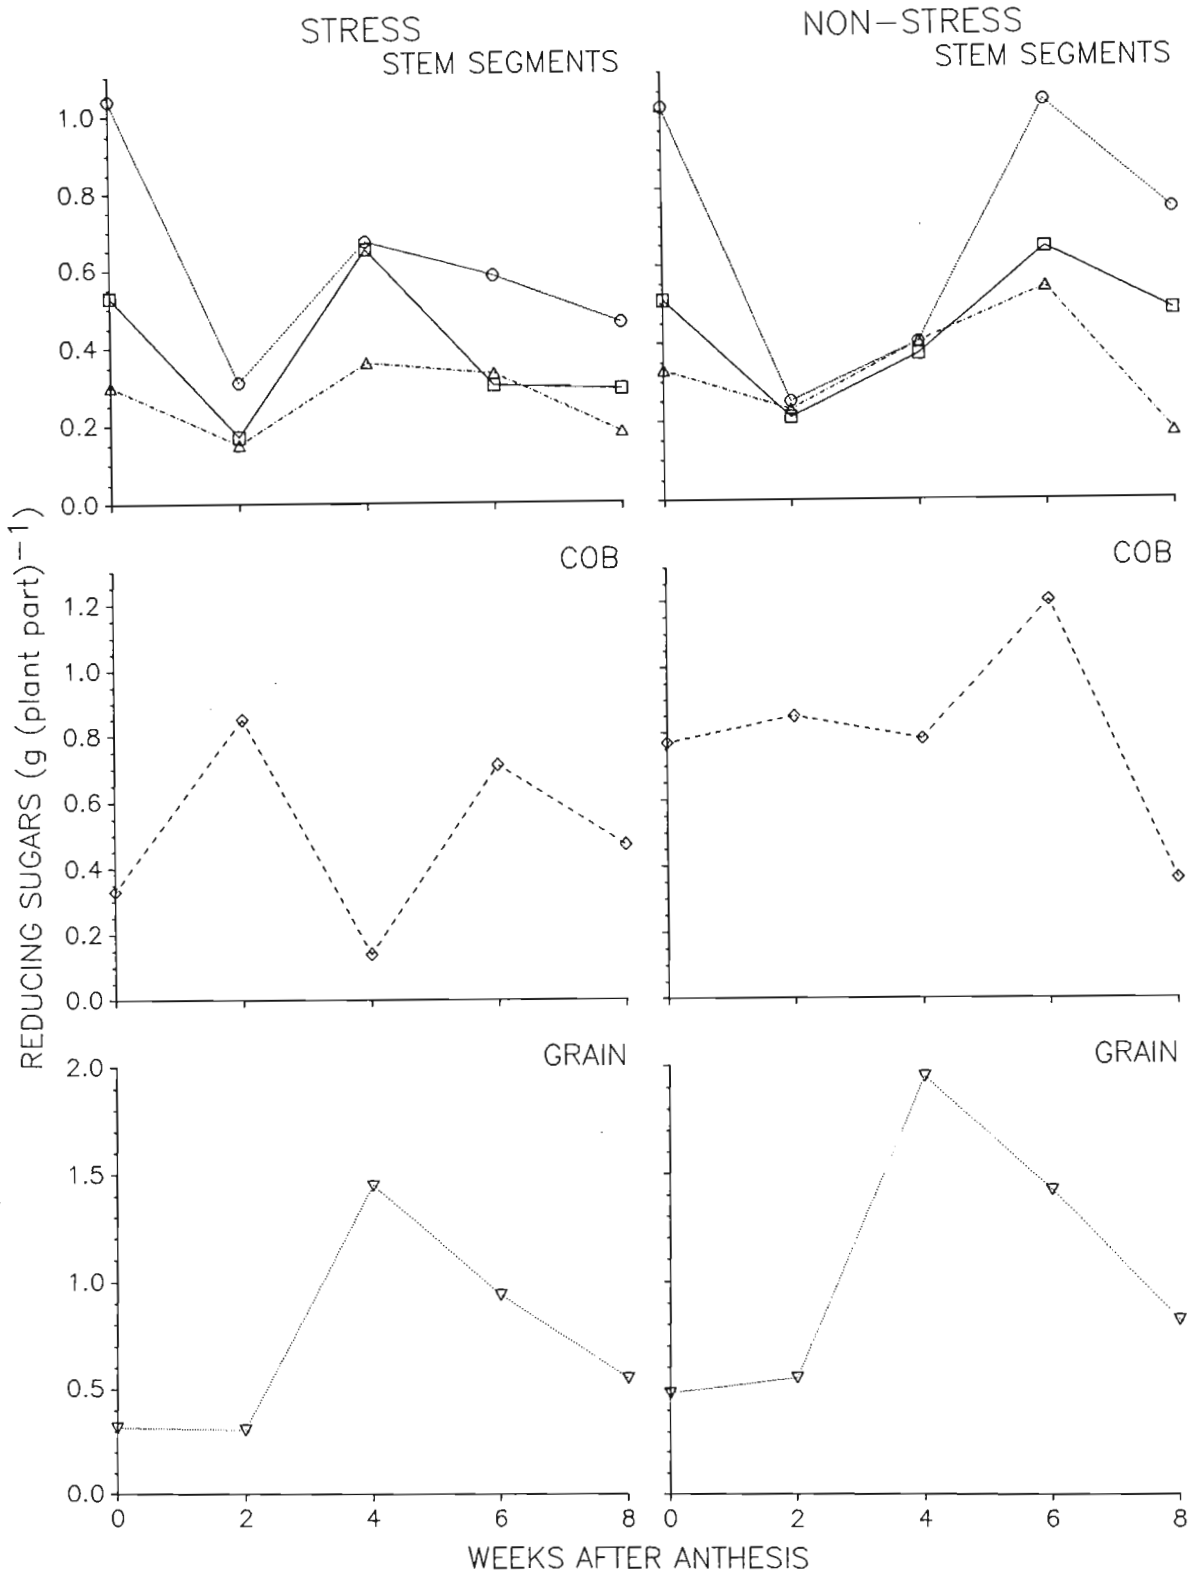 STRESS
STEM SEGMENTS
NON-STRESS
STEM SEGMENTS
1.0
0.8
0.6
0.4
0.2
0.0
COB
COB
1.2
1.0
0.8
0.6
0.4
0.2
0.0
GRAIN
GRAIN
2.0
1.5
1.0
0.5
0.0
0 2 4 6 8
0 2 4 6 8
WEEKS AFTER ANTHESIS
REDUCING SUGARS (g (plant part)⁻¹)